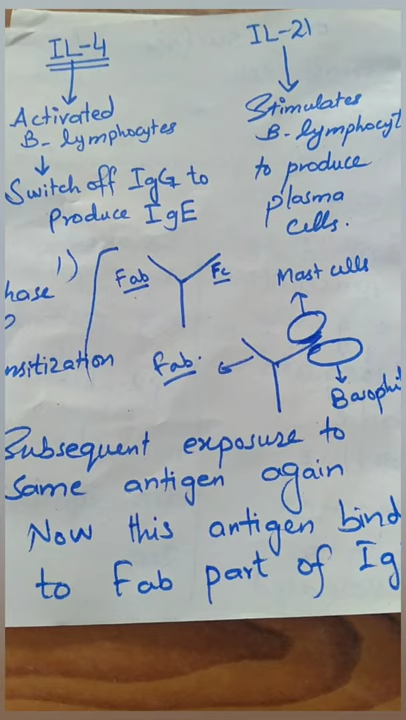 IL-4
Activated
B- lymphocytes
Switch off IgG to
produce IgE
IL-21
Stimulates
B- lymphocyt
to produce
plasma
cells.
1)
hase
nsitization
Fab
Fc
Mast cells
Fab.
Basophi
Subsequent exposure to
same antigen again
Now this antigen bind
to Fab part of Ig